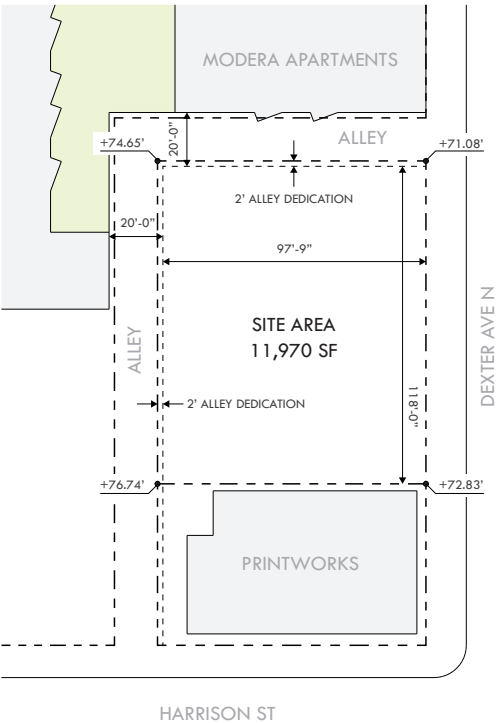 MODERA APARTMENTS
ALLEY
+74.65'
20'-0"
+71.08'
2' ALLEY DEDICATION
20'-0"
97'-9"
SITE AREA
11,970 SF
ALLEY
DEXTER AVE N
118'-0"
2' ALLEY DEDICATION
+76.74'
+72.83'
PRINTWORKS
HARRISON ST